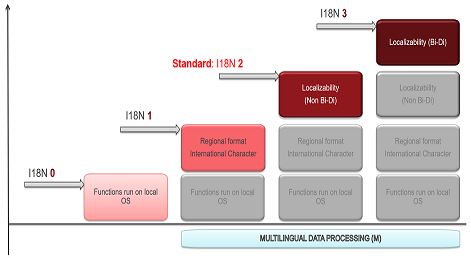 I18N 3
Localizability (Bi-Di)
Standard: I18N 2
Localizability
(Non Bi-Di)
Localizability
(Non Bi-Di)
I18N 1
Regional format
International Character
Regional format
International Character
Regional format
International Character
I18N 0
Functions run on local
OS
Functions run on local
OS
Functions run on local
OS
Functions run on local
OS
MULTILINGUAL DATA PROCESSING (M)